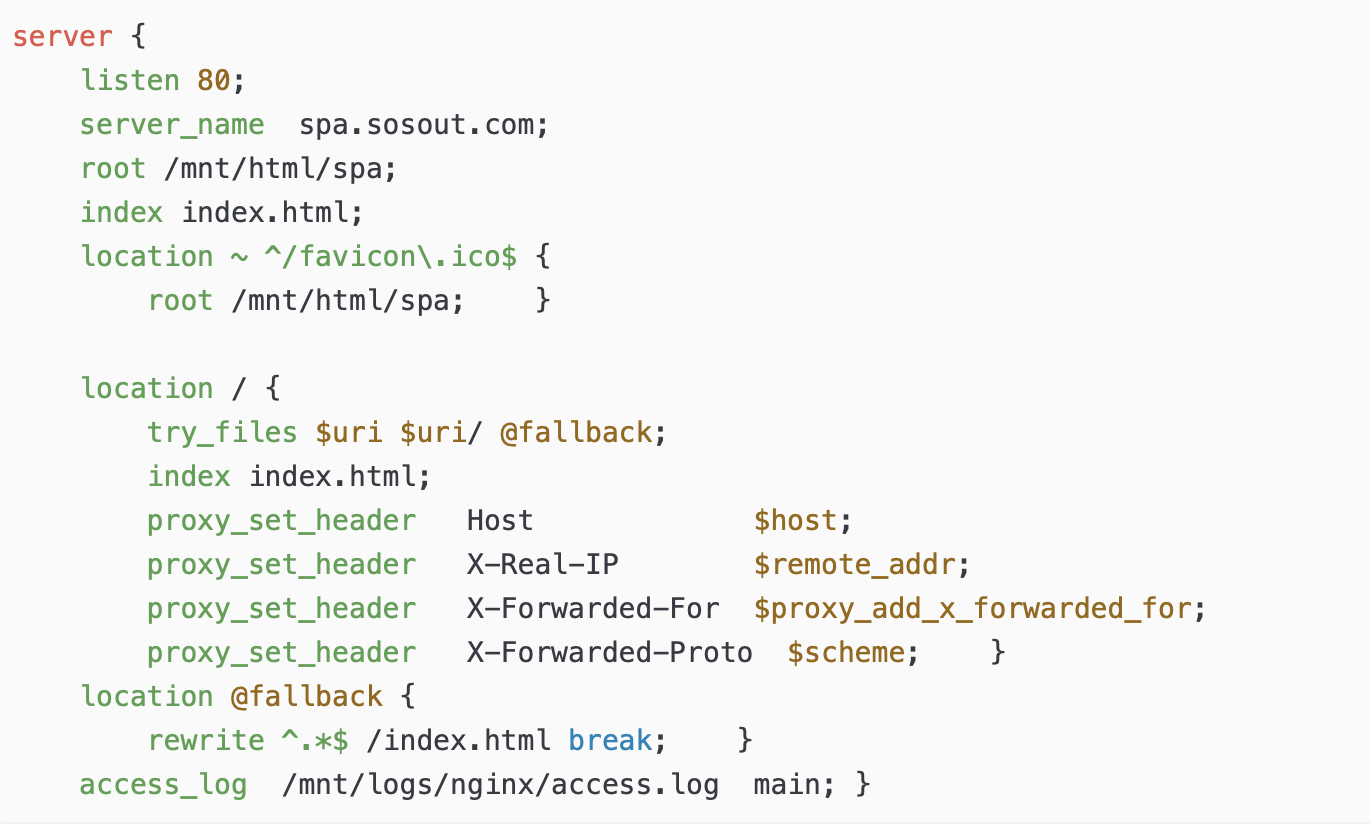 server {
    listen 80;
    server_name  spa.sosout.com;
    root /mnt/html/spa;
    index index.html;
    location ~ ^/favicon\.ico$ {
        root /mnt/html/spa;    }

    location / {
        try_files $uri $uri/ @fallback;
        index index.html;
        proxy_set_header   Host             $host;
        proxy_set_header   X-Real-IP        $remote_addr;
        proxy_set_header   X-Forwarded-For  $proxy_add_x_forwarded_for;
        proxy_set_header   X-Forwarded-Proto  $scheme;    }
    location @fallback {
        rewrite ^.*$ /index.html break;    }
    access_log  /mnt/logs/nginx/access.log  main; }